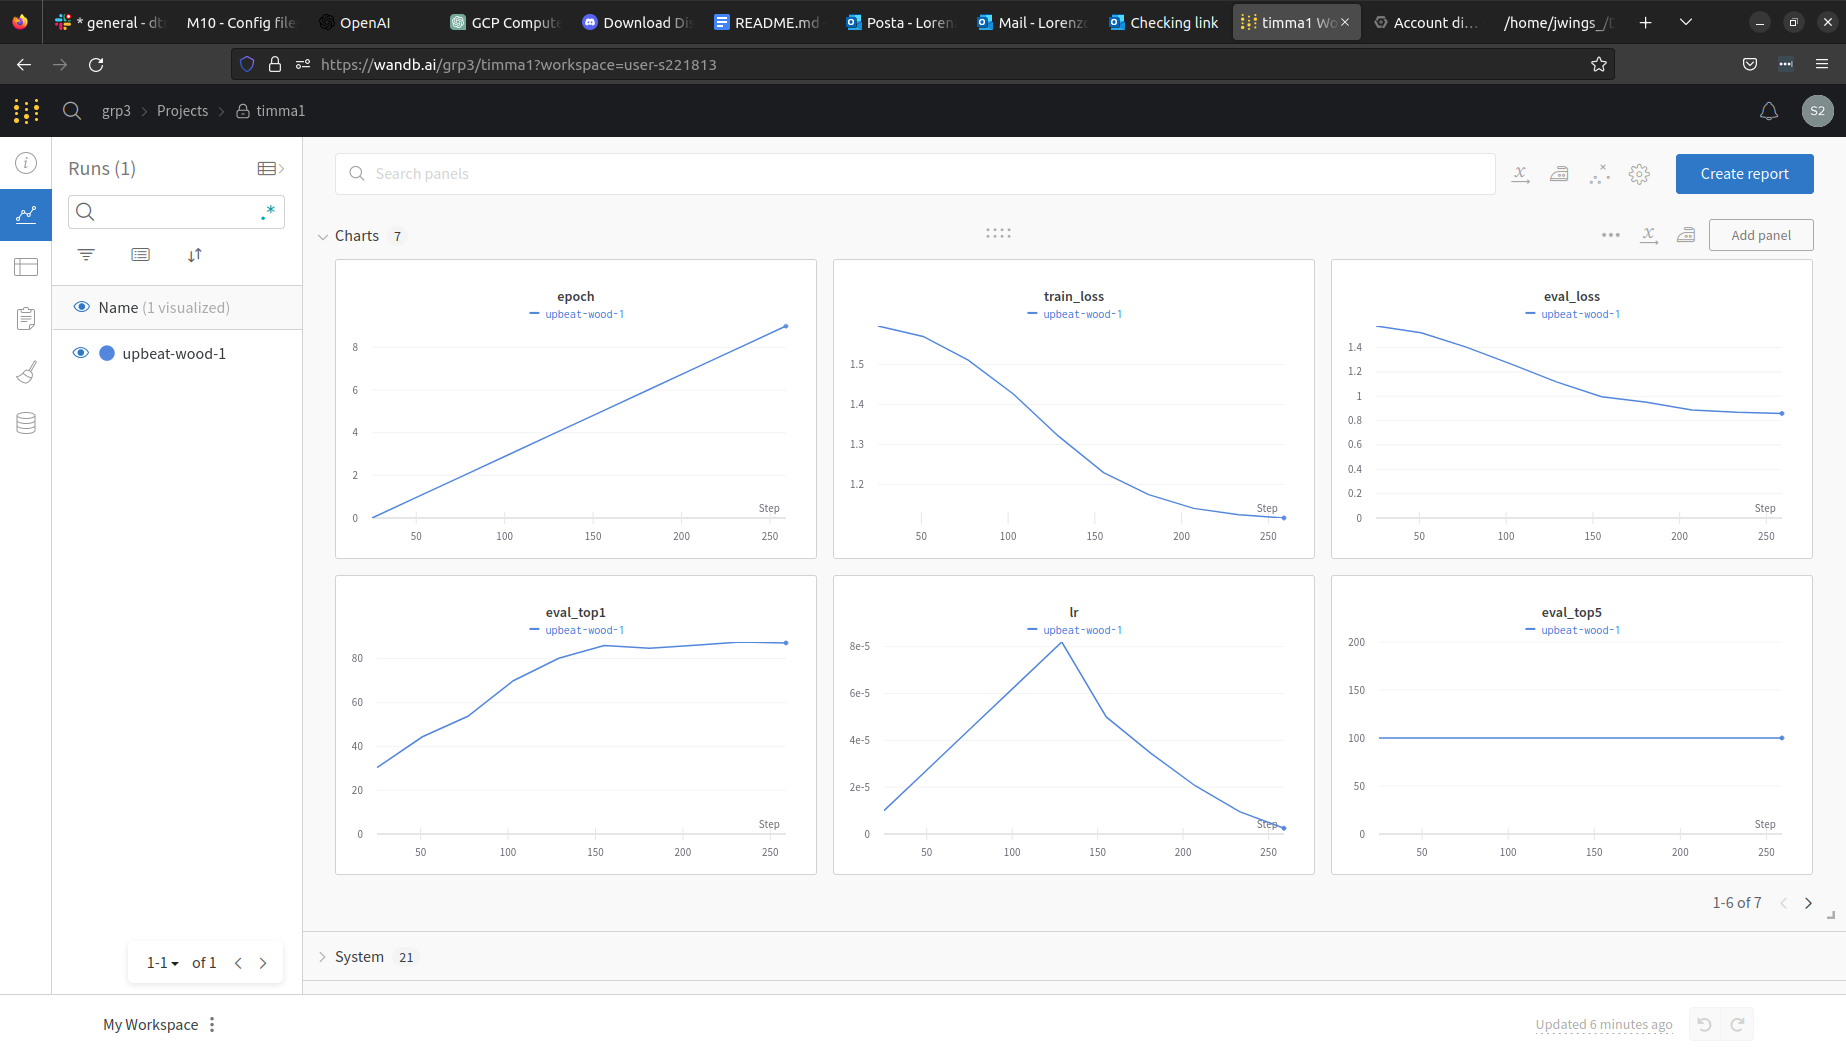 * general - dt
M10 - Config file
OpenAI
GCP Compute
Download Di
README.md
Posta - Loren
Mail - Lorenzo
Checking link
timma1 Wo
Account di…
/home/jwings_/D
https://wandb.ai/grp3/timma1?workspace=user-s221813
grp3
Projects
timma1
S2
Runs (1)
.*
Name (1 visualized)
upbeat-wood-1
1-1
of 1
Search panels
Create report
Charts 7
Add panel
epoch
upbeat-wood-1
8
6
4
2
0
Step
50 100 150 200 250
train_loss
upbeat-wood-1
1.5
1.4
1.3
1.2
Step
50 100 150 200 250
eval_loss
upbeat-wood-1
1.4
1.2
1
0.8
0.6
0.4
0.2
0
Step
50 100 150 200 250
eval_top1
upbeat-wood-1
80
60
40
20
0
Step
50 100 150 200 250
lr
upbeat-wood-1
8e-5
6e-5
4e-5
2e-5
0
Step
50 100 150 200 250
eval_top5
upbeat-wood-1
200
150
100
50
0
Step
50 100 150 200 250
1-6 of 7
System 21
My Workspace
Updated 6 minutes ago